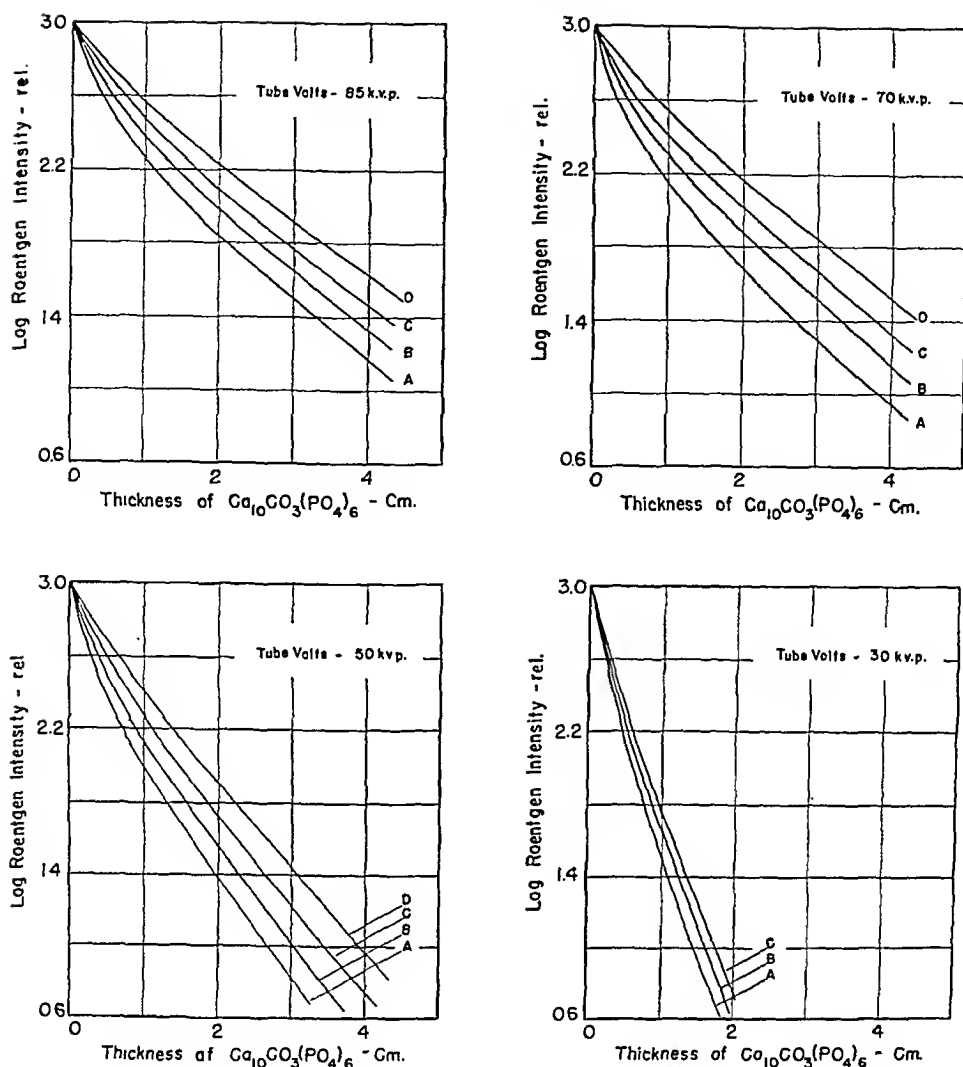 3.0
2.2
1.4
0.6
Log Roentgen Intensity - rel.
Tube Volts - 85 k.v.p.
D
C
B
A
0
2
4
Thickness of Ca10CO3(PO4)6 - Cm.
3.0
2.2
1.4
0.6
Log Roentgen Intensity - rel.
Tube Volts - 70 k.v.p.
D
C
B
A
0
2
4
Thickness of Ca10CO3(PO4)6 - Cm.
3.0
2.2
1.4
0.6
Log Roentgen Intensity - rel
Tube Volts - 50 kv p.
D
C
B
A
0
2
4
Thickness of Ca10CO3(PO4)6 - Cm.
3.0
2.2
1.4
0.6
Log Roentgen Intensity - rel.
Tube Volts - 30 k.v.p.
C
B
A
0
2
4
Thickness of Ca10CO3(PO4)6 - Cm.